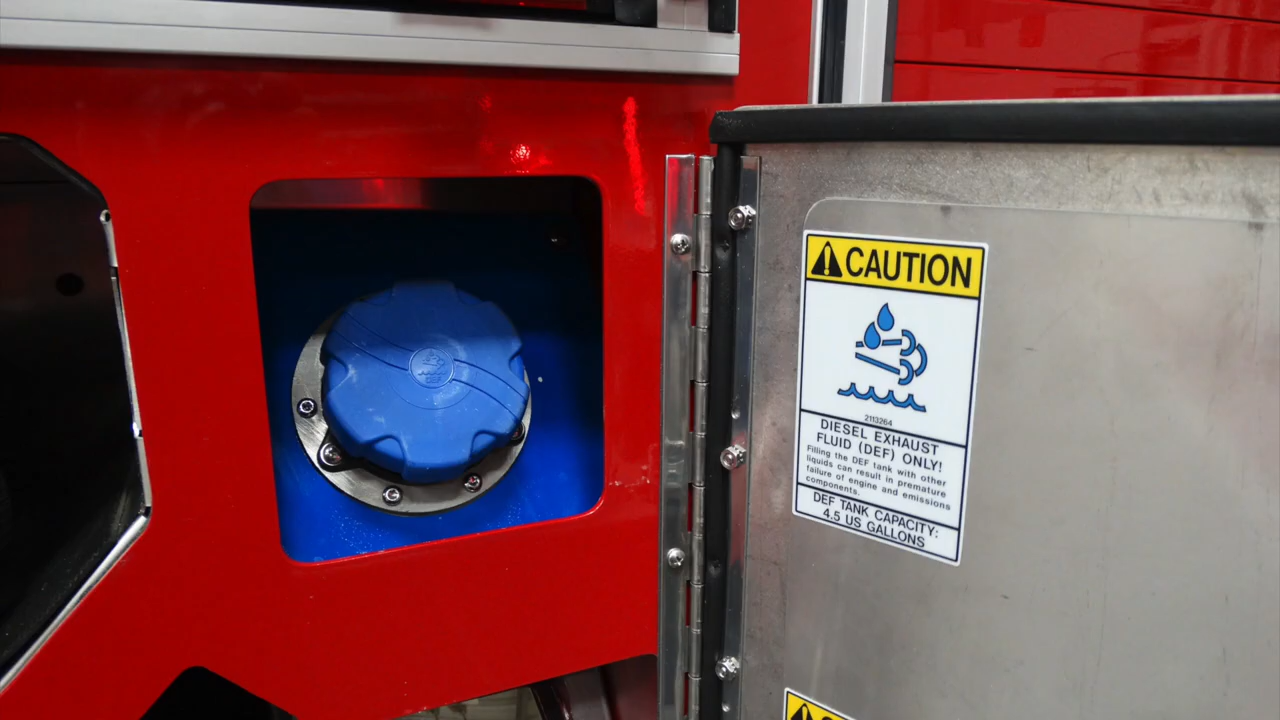 DEF
CAUTION
2113264
DIESEL EXHAUST
FLUID (DEF) ONLY!
Filling the DEF tank with other
liquids can result in premature
failure of engine and emissions
components.
DEF TANK CAPACITY:
4.5 US GALLONS